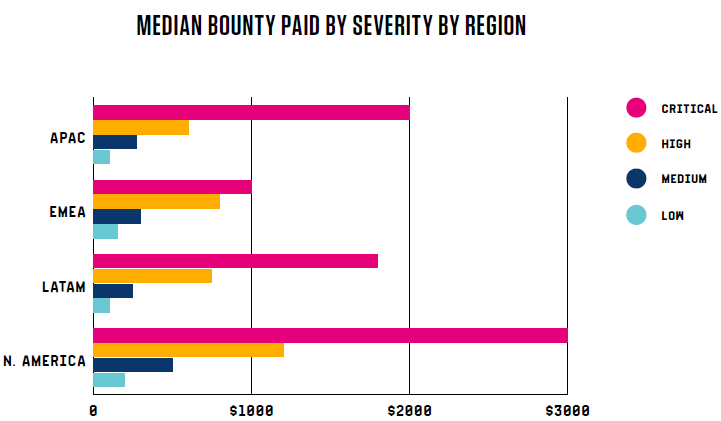 MEDIAN BOUNTY PAID BY SEVERITY BY REGION
CRITICAL
HIGH
MEDIUM
LOW
APAC
EMEA
LATAM
N. AMERICA
0 $1000 $2000 $3000